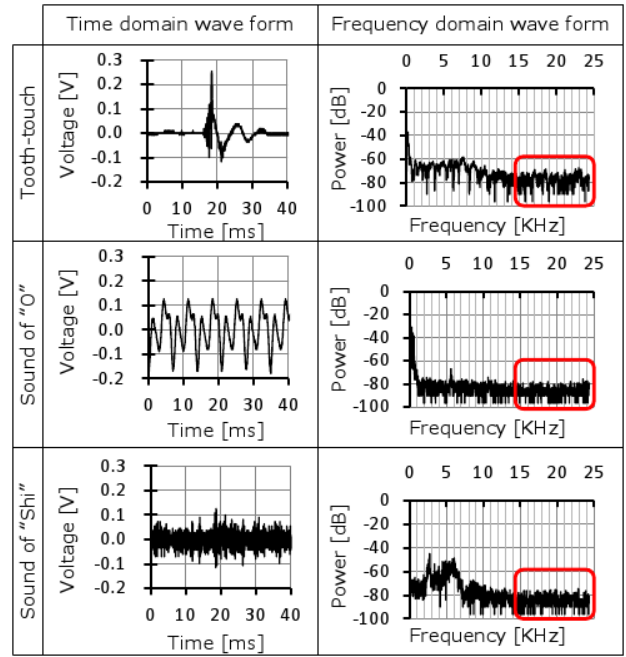 Time domain wave form
Frequency domain wave form
Tooth-touch
Voltage [V]
0.3
0.2
0.1
0.0
-0.1
-0.2
0 10 20 30 40
Time [ms]
0 5 10 15 20 25
Power [dB]
0
-20
-40
-60
-80
-100
Frequency [KHz]
Sound of "O"
Voltage [V]
0.3
0.2
0.1
0.0
-0.1
-0.2
0 10 20 30 40
Time [ms]
0 5 10 15 20 25
Power [dB]
0
-20
-40
-60
-80
-100
Frequency [KHz]
Sound of "Shi"
Voltage [V]
0.3
0.2
0.1
0.0
-0.1
-0.2
0 10 20 30 40
Time [ms]
0 5 10 15 20 25
Power [dB]
0
-20
-40
-60
-80
-100
Frequency [KHz]